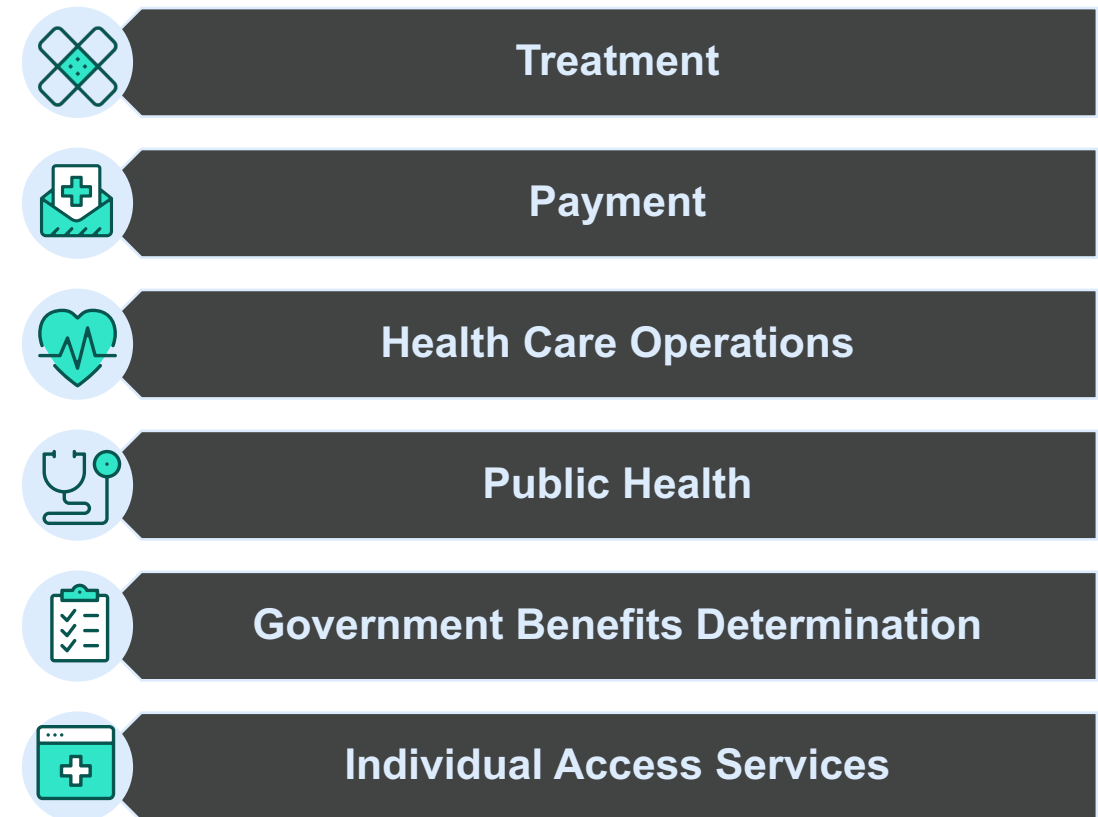 Treatment
Payment
Health Care Operations
Public Health
Government Benefits Determination
Individual Access Services